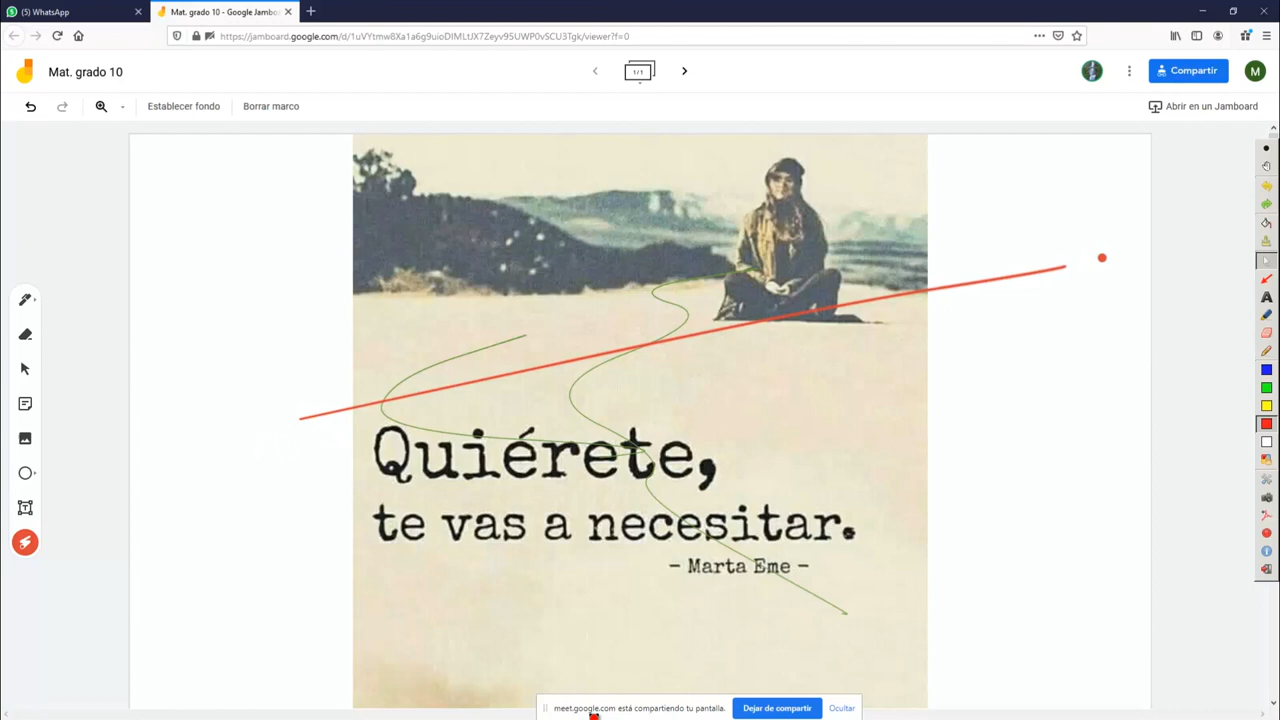 (5) WhatsApp
Mat. grado 10 - Google Jamboa
https://jamboard.google.com/d/1uVYtmw8Xa1a6g9uioDIMLtJX7Zeyv95UWP0vSCU3Tgk/viewer?f=0
Mat. grado 10
1/1
Compartir
M
Establecer fondo
Borrar marco
Abrir en un Jamboard
Quiérete,
te vas a necesitar.
- Marta Eme -
meet.google.com está compartiendo tu pantalla.
Dejar de compartir
Ocultar